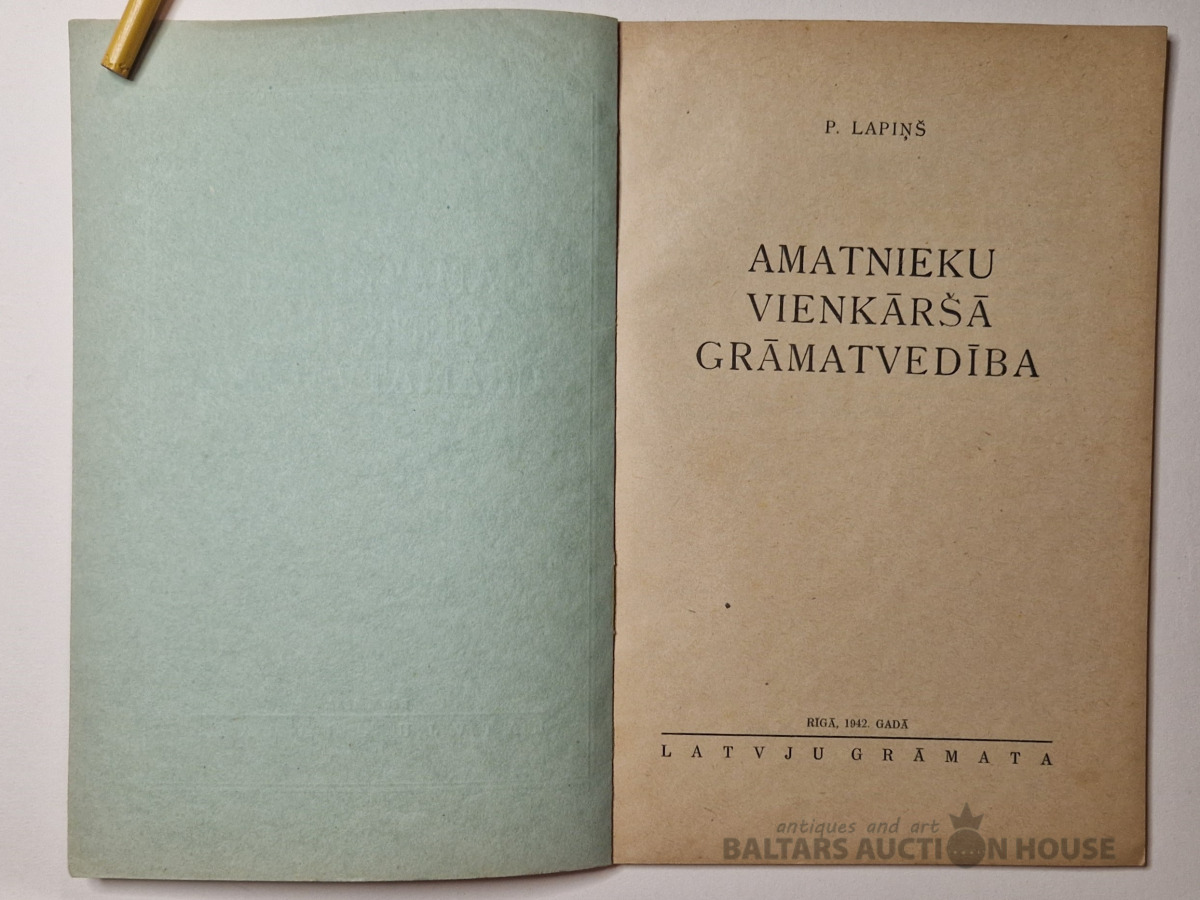 P. LAPIŅŠ
AMATNIEKU
VIENKĀRŠĀ
GRĀMATVEDĪBA
RĪGĀ, 1942. GADĀ
LATVJU GRĀMATA
antiques and art
BALTARS AUCTION HOUSE